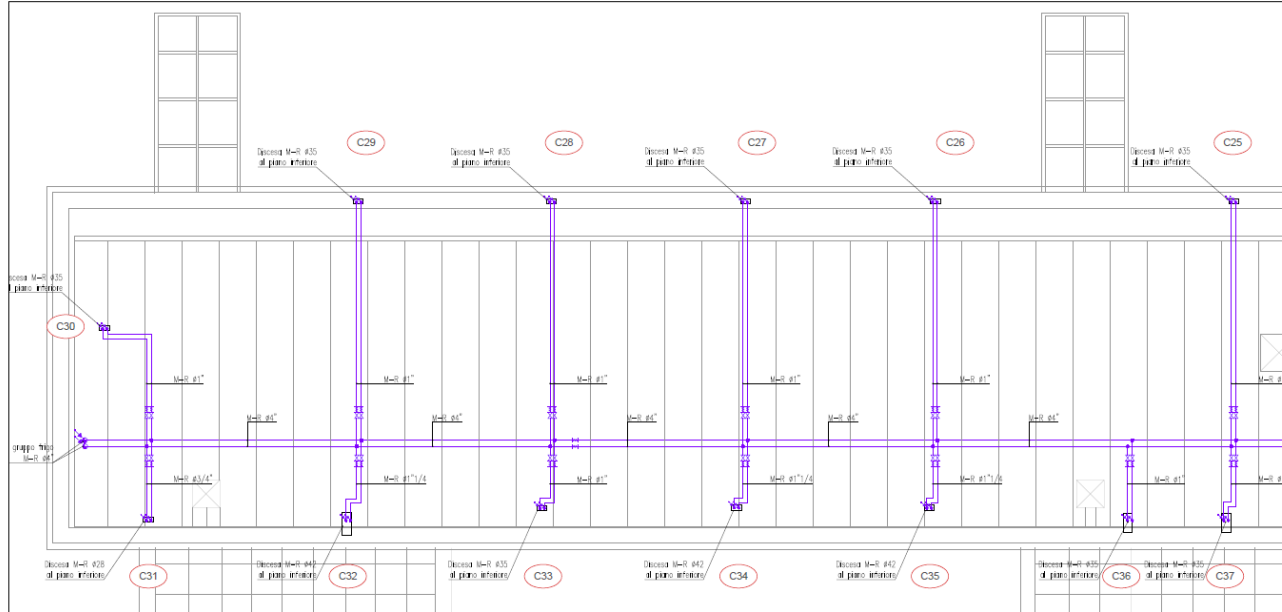 C29
C28
C27
C26
C25
Discesa M-R ø35
al piano inferiore
Discesa M-R ø35
al piano inferiore
Discesa M-R ø35
al piano inferiore
Discesa M-R ø35
al piano inferiore
Discesa M-R ø35
al piano inferiore
scesa M-R ø35
l piano inferiore
C30
M-R ø1"
M-R ø1"
M-R ø1"
M-R ø1"
M-R ø1"
M-R ø
M-R ø4"
M-R ø4"
M-R ø4"
M-R ø4"
M-R ø4"
gruppo frigo
M-R ø4"
M-R ø3/4"
M-R ø1"1/4
M-R ø1"
M-R ø1"1/4
M-R ø1"1/4
M-R ø1"
M-R ø
Discesa M-R ø28
al piano inferiore
C31
Discesa M-R ø42
al piano inferiore
C32
Discesa M-R ø35
al piano inferiore
C33
Discesa M-R ø42
al piano inferiore
C34
Discesa M-R ø42
al piano inferiore
C35
Discesa M-R ø35
al piano inferiore
C36
Discesa M-R ø35
al piano inferiore
C37